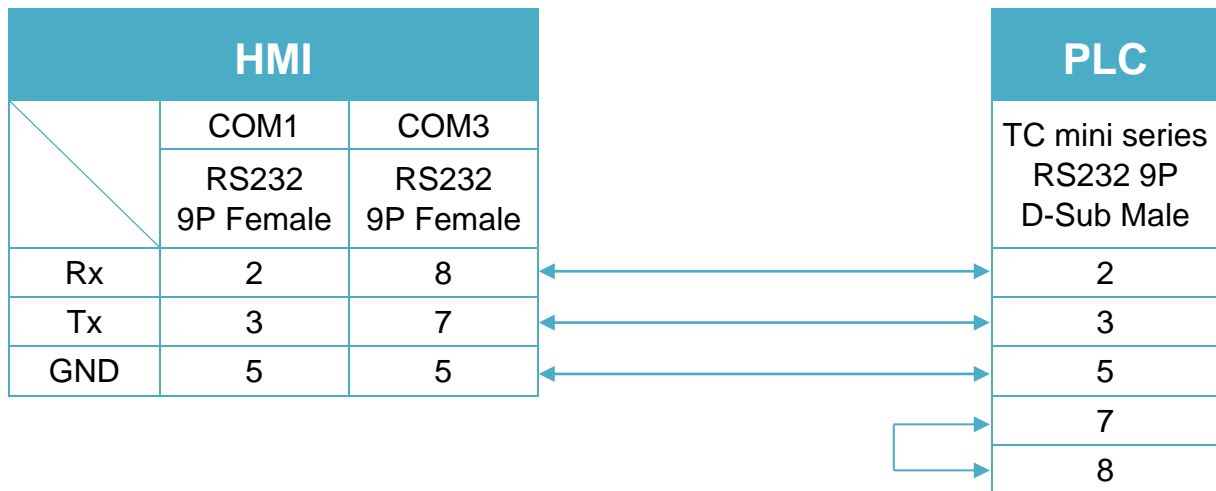 HMI
PLC
COM1 COM3
RS232
9P Female
RS232
9P Female
TC mini series
RS232 9P
D-Sub Male
Rx 2 8 2
Tx 3 7 3
GND 5 5 5
7
8